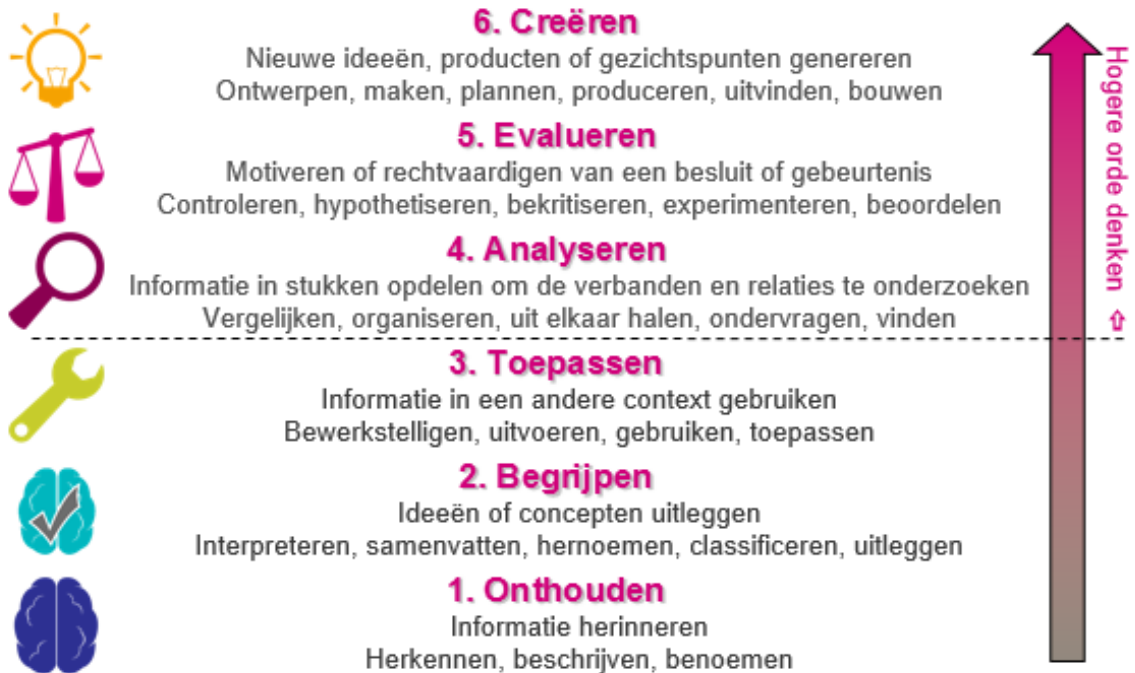 6. Creëren
Nieuwe ideeën, producten of gezichtspunten genereren
Ontwerpen, maken, plannen, produceren, uitvinden, bouwen
5. Evalueren
Motiveren of rechtvaardigen van een besluit of gebeurtenis
Controleren, hypothetiseren, bekritiseren, experimenteren, beoordelen
4. Analyseren
Informatie in stukken opdelen om de verbanden en relaties te onderzoeken
Vergelijken, organiseren, uit elkaar halen, ondervragen, vinden
3. Toepassen
Informatie in een andere context gebruiken
Bewerkstelligen, uitvoeren, gebruiken, toepassen
2. Begrijpen
Ideeën of concepten uitleggen
Interpreteren, samenvatten, hernoemen, classificeren, uitleggen
1. Onthouden
Informatie herinneren
Herkennen, beschrijven, benoemen
Hogere orde denken